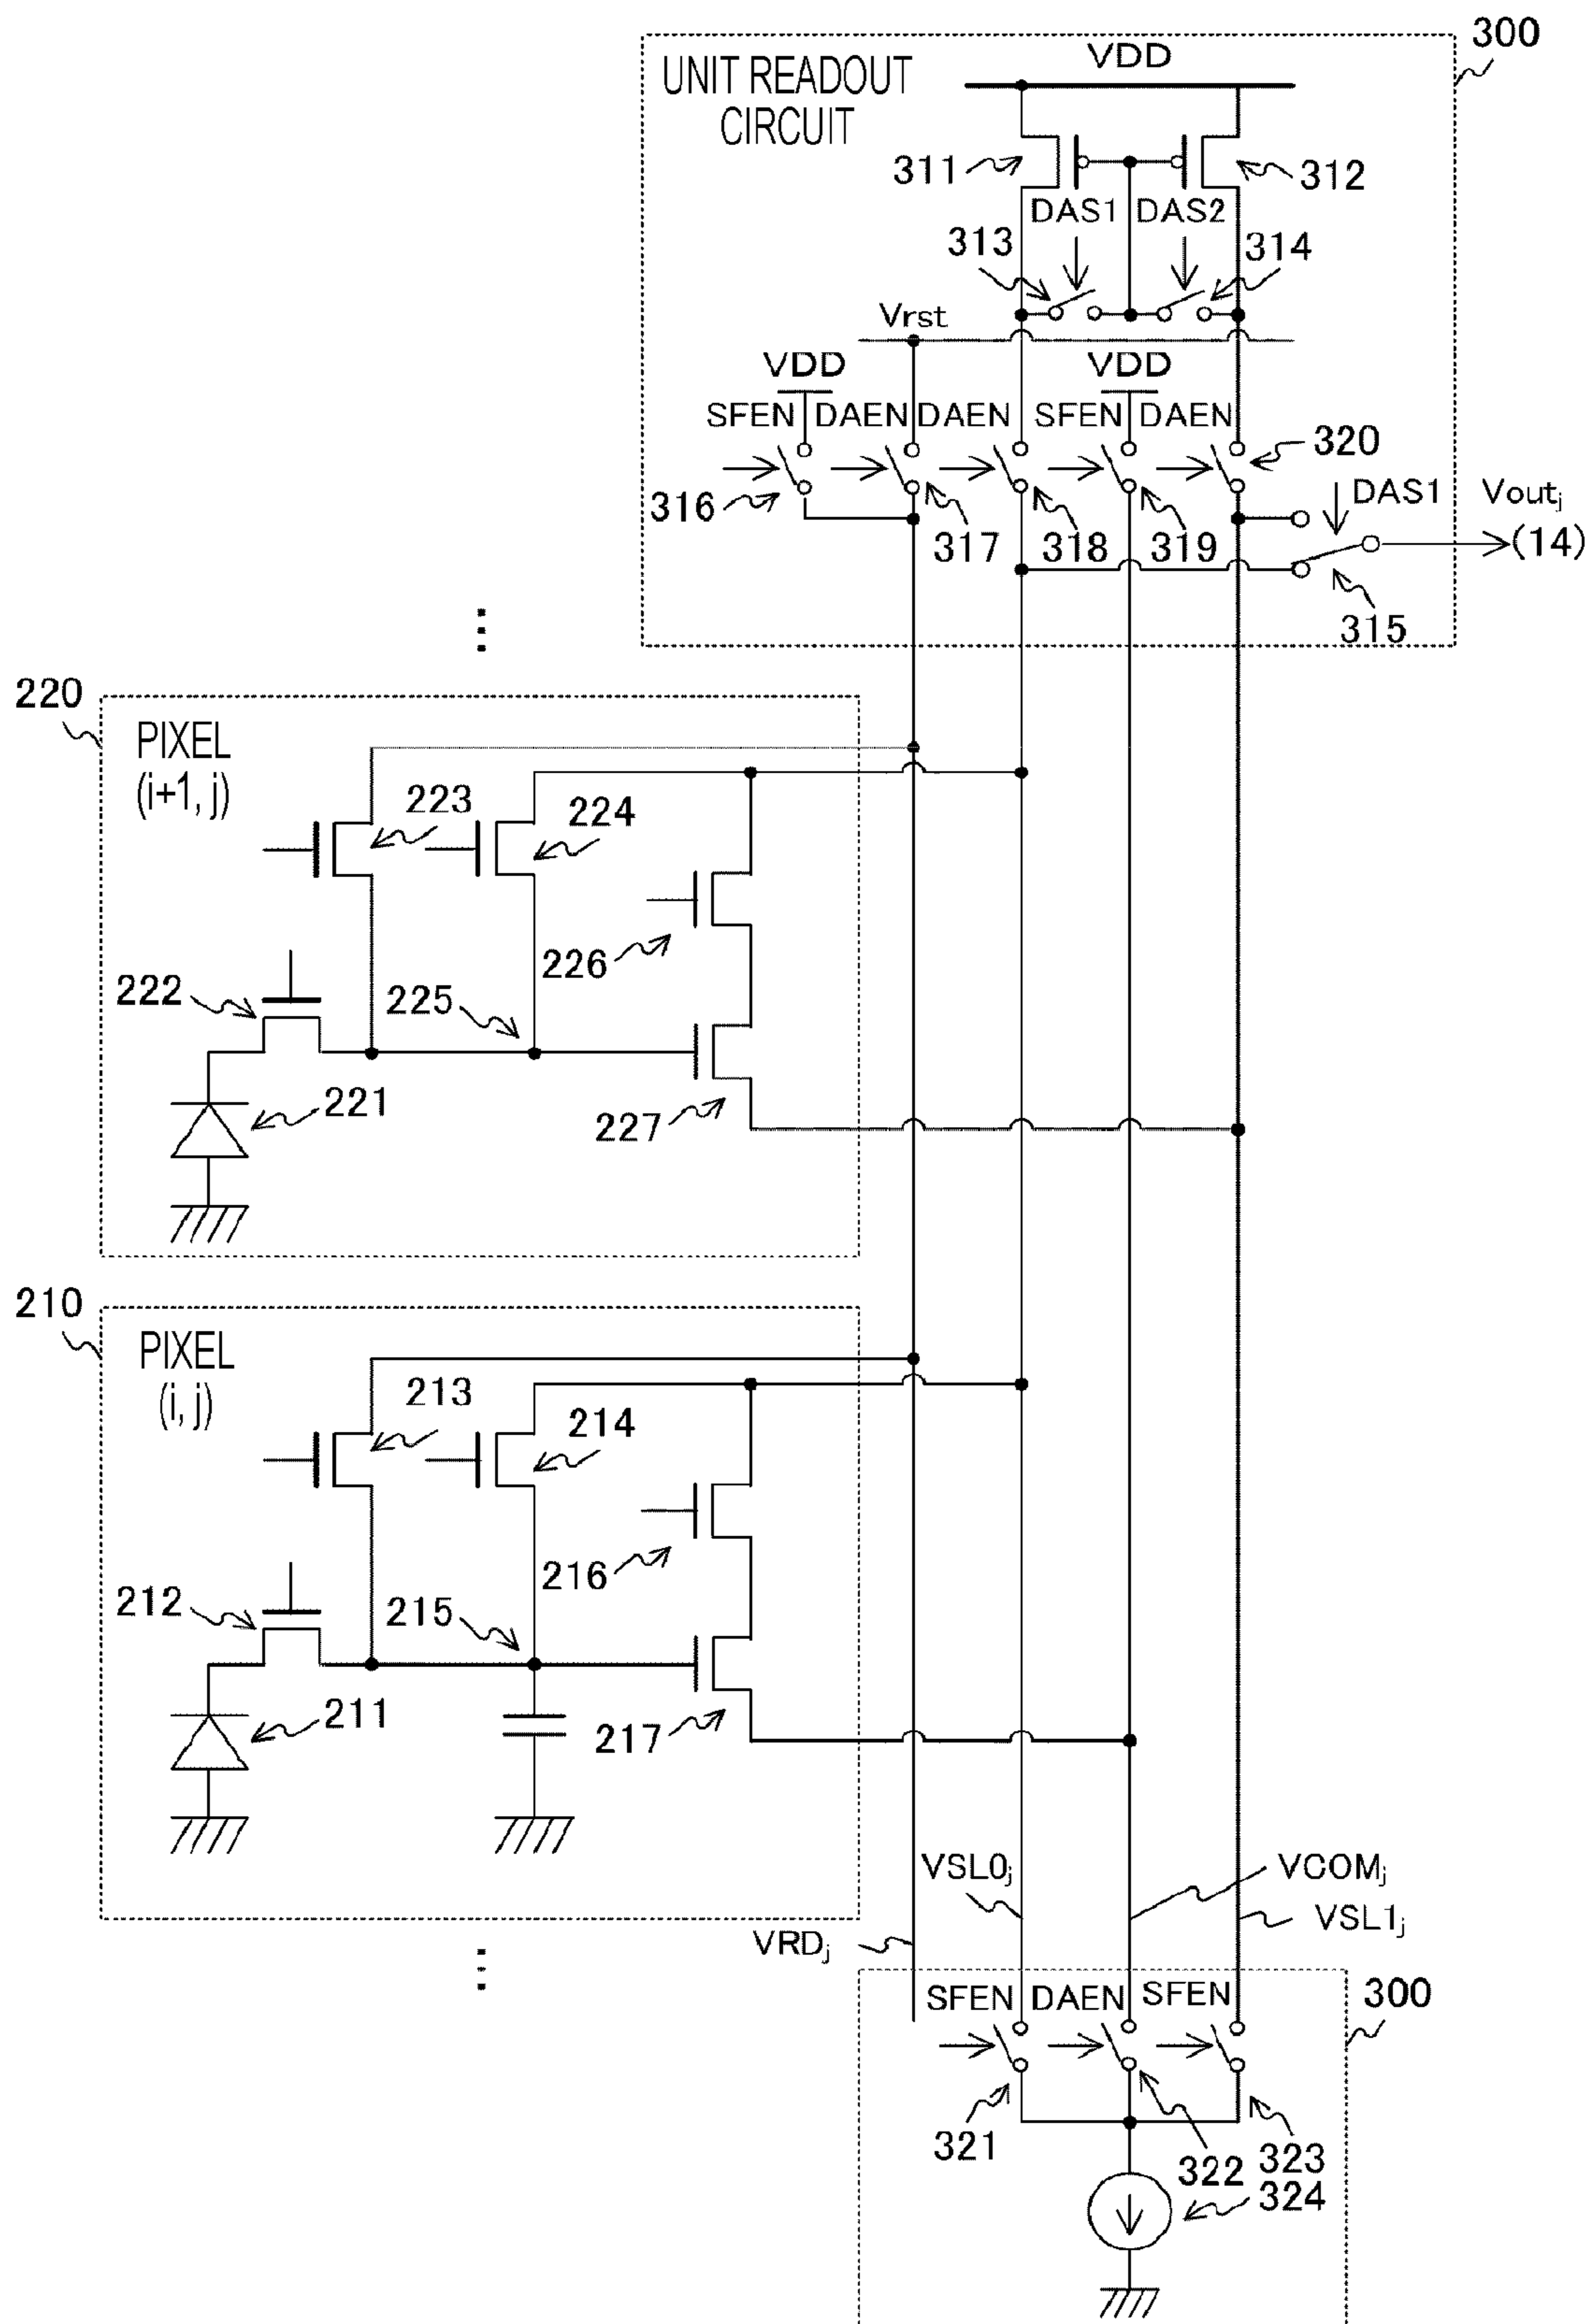 300
UNIT READOUT
CIRCUIT
VDD
311
312
DAS1
DAS2
313
314
Vrst
VDD
VDD
SFEN
DAEN
DAEN
SFEN
DAEN
320
316
317
318
319
DAS1
Voutj
(14)
315
220
PIXEL
(i+1, j)
223
224
226
222
225
221
227
210
PIXEL
(i, j)
213
214
216
212
215
211
217
VSL0j
VCOMj
VRDj
VSL1j
SFEN
DAEN
SFEN
300
321
322
323
324